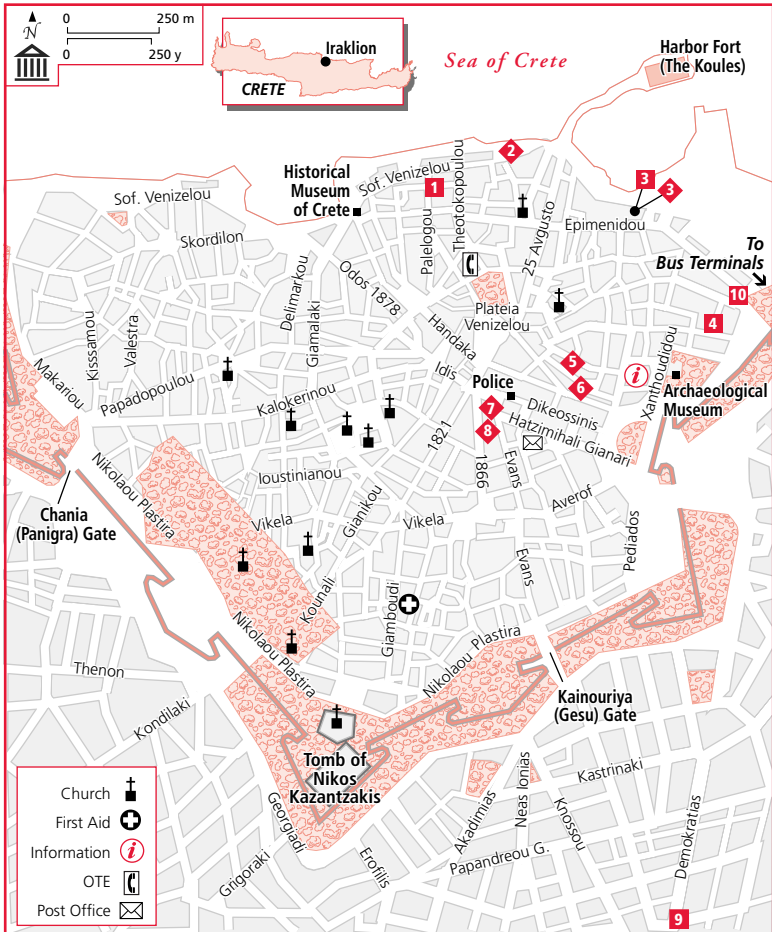 N
0 250 m
0 250 y
Iraklion
CRETE
Sea of Crete
Harbor Fort
(The Koules)
2
Historical
Museum
of Crete
Sof. Venizelou
1
Theotokopoulou
3
3
Sof. Venizelou
Palelogou
25 Avgusto
Epimenidou
To
Bus Terminals
Skordilon
Delimarkou
Odos 1878
Plateia
Venizelou
10
4
Kisssamou
Valestra
Giamalaki
Handaka
Xanthoudidou
Makariou
Papadopoulou
Idis
5
6
i
Kalokerinou
Police
7
8
Dikeossinis
Archaeological
Museum
Hatzimihali Gianari
1821
1866
Evans
Nikolaou Plastira
Ioustinianou
Averof
Chania
(Panigra) Gate
Vikela
Gianikou
Vikela
Pediados
Evans
Kounali
Giamboudi
Nikolaou Plastira
Nikolaou Plastira
Thenon
Kondilaki
Kainouriya
(Gesu) Gate
Tomb of
Nikos
Kazantzakis
Kastrinaki
Neas Ionias
Akadimias
Knossou
Demokratias
Georgiadi
Grigoraki
Erofilis
Papandreou G.
9
Church
First Aid
Information i
OTE
Post Office